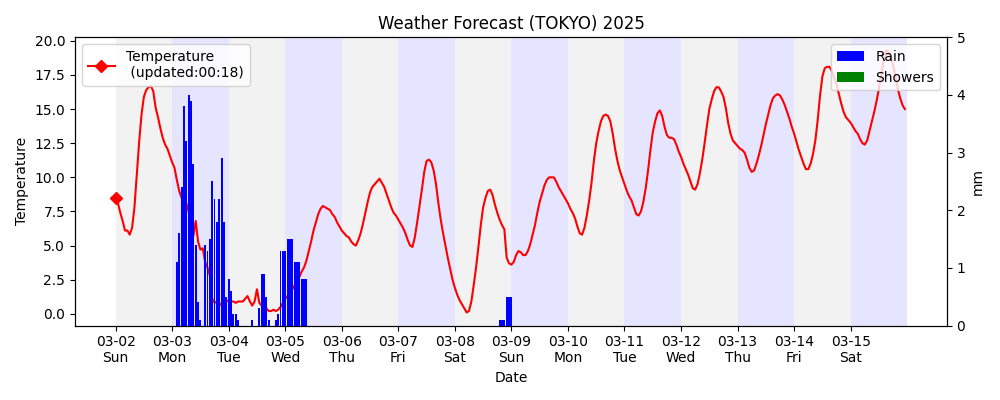 Weather Forecast (TOKYO) 2025
Temperature
(updated:00:18)
Rain
Showers
Temperature
20.0
17.5
15.0
12.5
10.0
7.5
5.0
2.5
0.0
5
4
3
2
1
0
mm
03-02 03-03 03-04 03-05 03-06 03-07 03-08 03-09 03-10 03-11 03-12 03-13 03-14 03-15
Sun Mon Tue Wed Thu Fri Sat Sun Mon Tue Wed Thu Fri Sat
Date